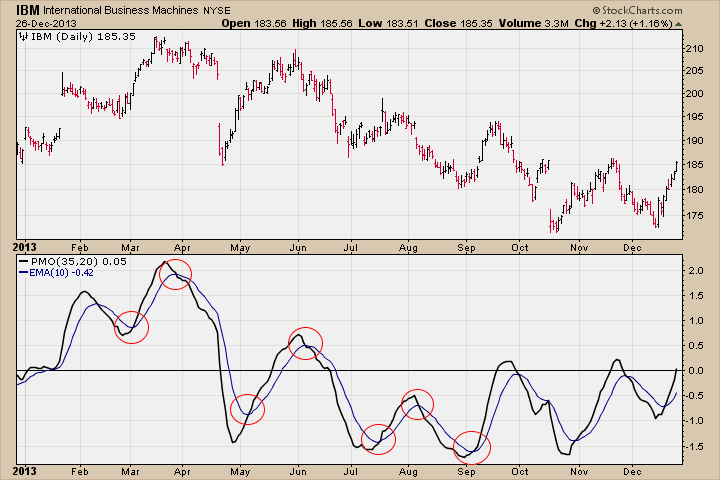 IBM International Business Machines NYSE © StockCharts.com
26-Dec-2013 Open 183.56 High 185.56 Low 183.51 Close 185.35 Volume 3.3M Chg +2.13 (+1.16%)
IBM (Daily) 185.35
210
205
200
195
190
185
180
175
2013 Feb Mar Apr May Jun Jul Aug Sep Oct Nov Dec
PMO(35,20) 0.05
EMA(10) -0.42
2.0
1.5
1.0
0.5
0.0
-0.5
-1.0
-1.5
2013 Feb Mar Apr May Jun Jul Aug Sep Oct Nov Dec